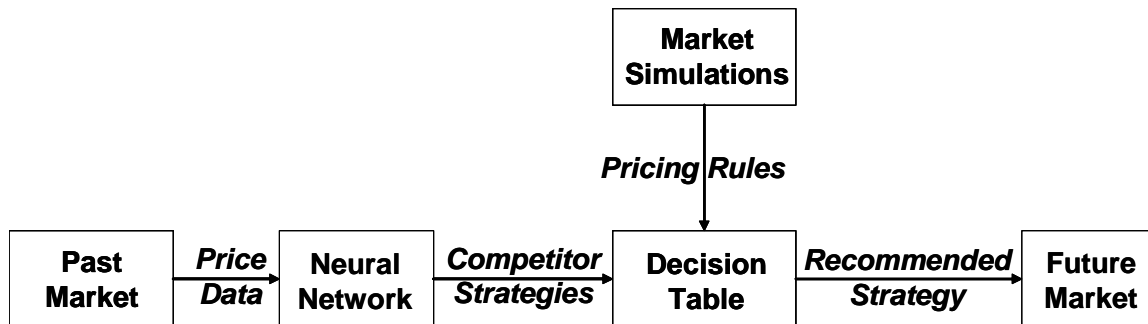 Market
Simulations
Pricing Rules
Past
Market
Price
Data
Neural
Network
Competitor
Strategies
Decision
Table
Recommended
Strategy
Future
Market